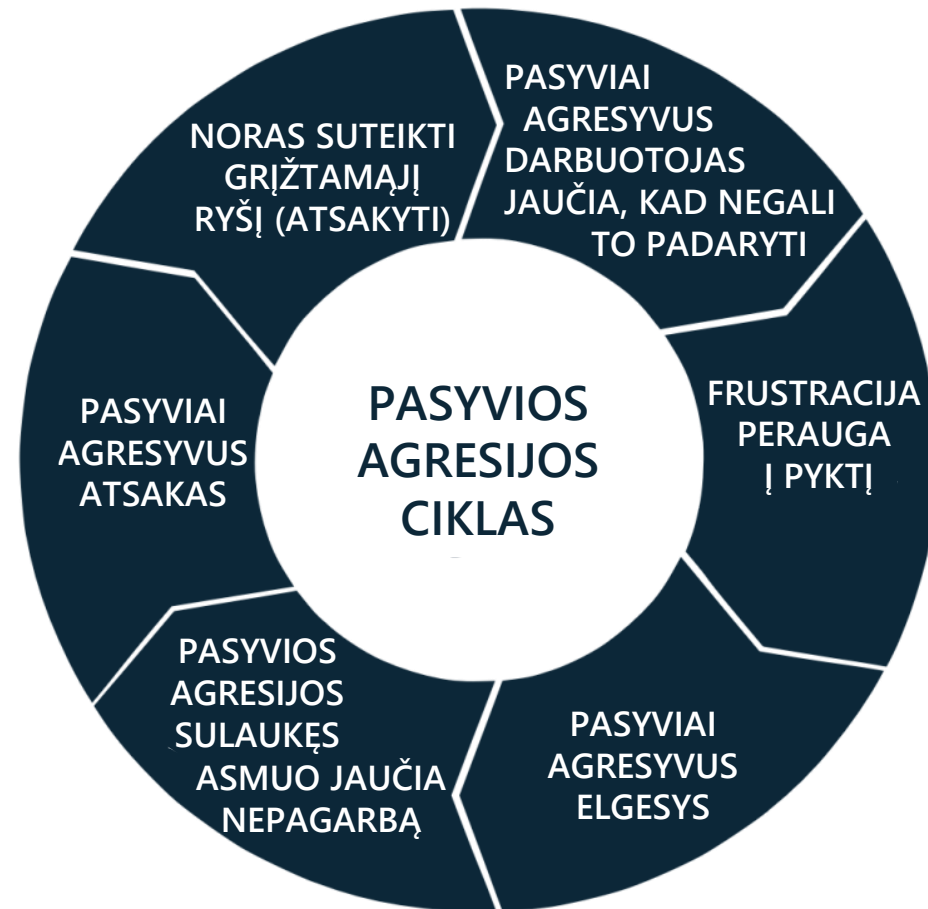 NORAS SUTEIKTI
GRĮŽTAMĄJĮ
RYŠĮ (ATSAKYTI)
PASYVIAI
AGRESYVUS
DARBUOTOJAS
JAUČIA, KAD NEGALI
TO PADARYTI
FRUSTRACIJA
PERAUGA
Į PYKTĮ
PASYVIAI
AGRESYVUS
ELGESYS
PASYVIOS
AGRESIJOS
SULAUKĘS
ASMUO JAUČIA
NEPAGARBĄ
PASYVIAI
AGRESYVUS
ATSAKAS
PASYVIOS
AGRESIJOS
CIKLAS